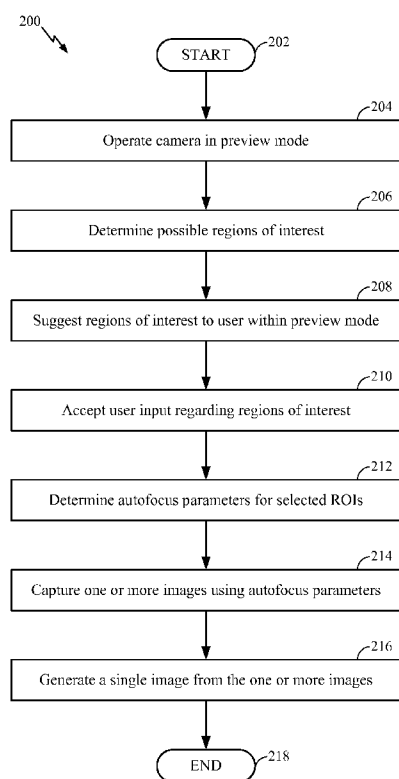 200
START
202
204
Operate camera in preview mode
206
Determine possible regions of interest
208
Suggest regions of interest to user within preview mode
210
Accept user input regarding regions of interest
212
Determine autofocus parameters for selected ROIs
214
Capture one or more images using autofocus parameters
216
Generate a single image from the one or more images
END
218